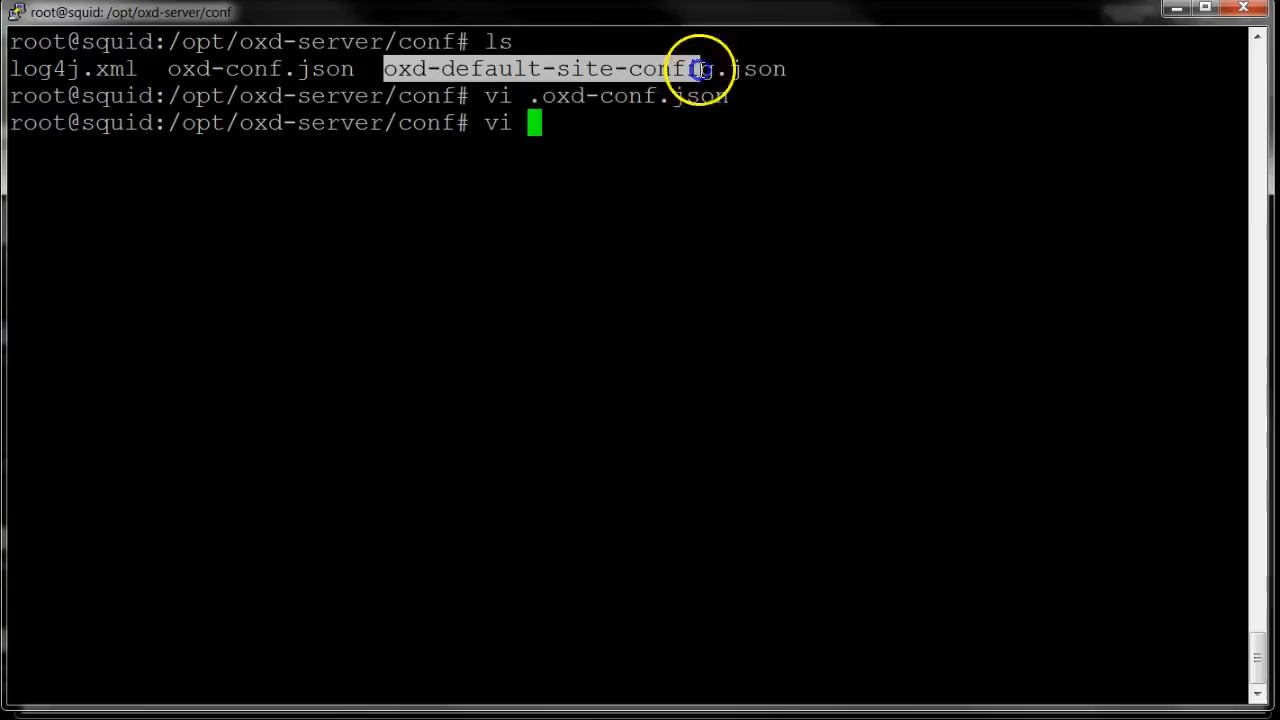 root@squid: /opt/oxd-server/conf
root@squid:/opt/oxd-server/conf# ls
log4j.xml  oxd-conf.json  oxd-default-site-config.json
root@squid:/opt/oxd-server/conf# vi .oxd-conf.json
root@squid:/opt/oxd-server/conf# vi